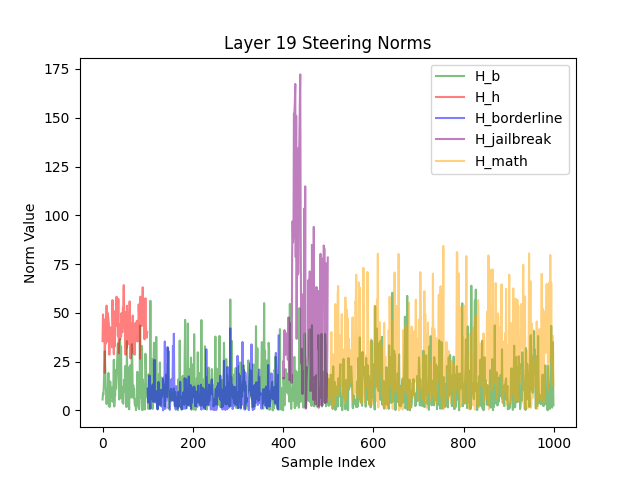 Layer 19 Steering Norms
H_b
H_h
H_borderline
H_jailbreak
H_math
Norm Value
175
150
125
100
75
50
25
0
0 200 400 600 800 1000
Sample Index